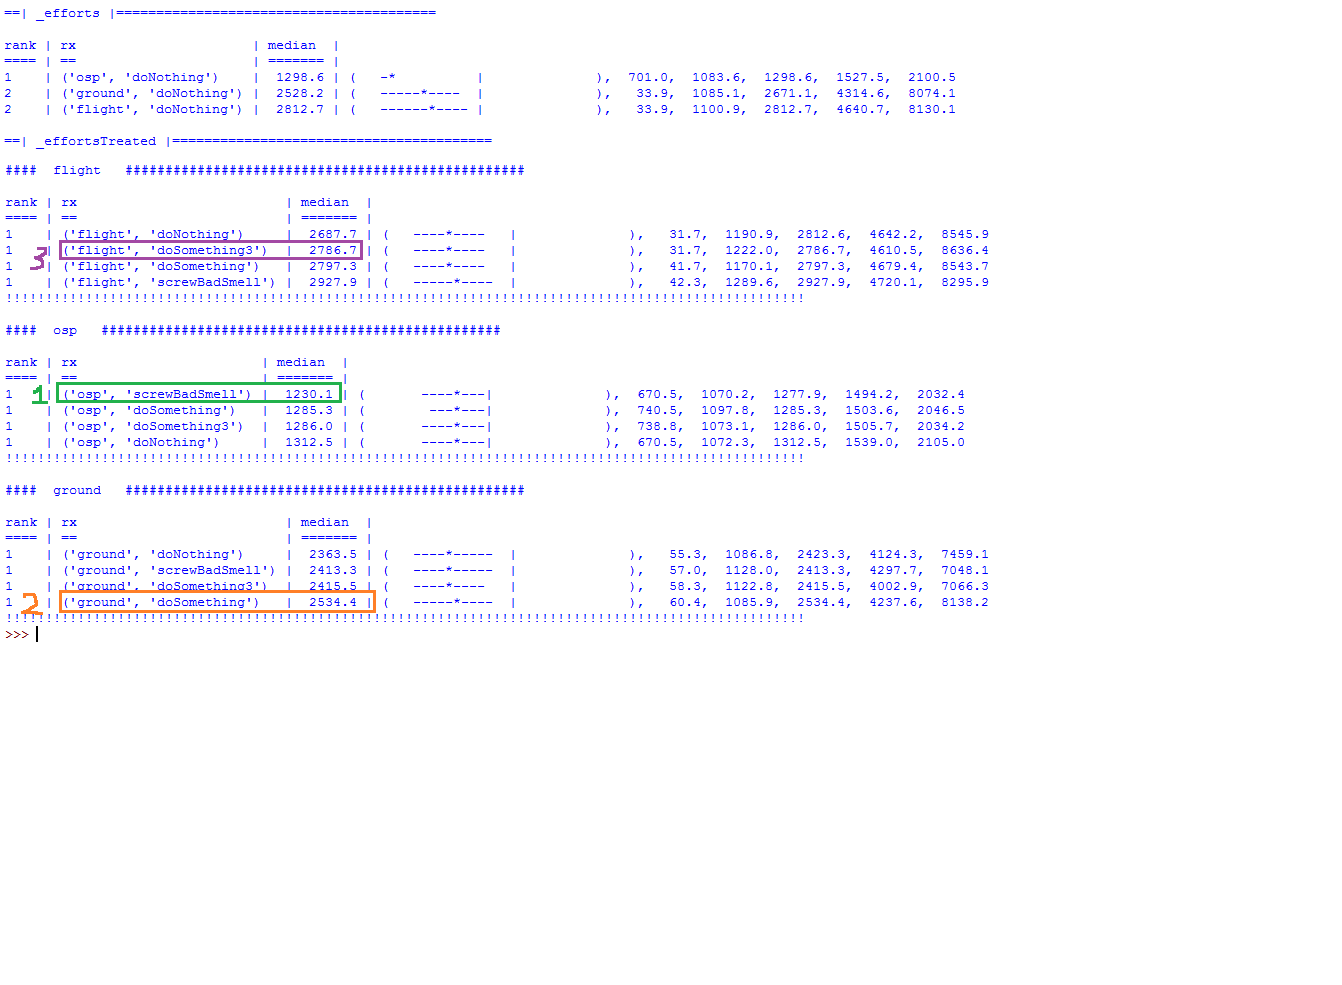 ==| _efforts |========================================
rank | rx                      | median  |
==== | ==                      | ======= |
1    | ('osp', 'doNothing')    |  1298.6 | (   -*          |              ),  701.0,  1083.6,  1298.6,  1527.5,  2100.5
2    | ('ground', 'doNothing') |  2528.2 | (   -----*----  |              ),   33.9,  1085.1,  2671.1,  4314.6,  8074.1
2    | ('flight', 'doNothing') |  2812.7 | (   ------*---- |              ),   33.9,  1100.9,  2812.7,  4640.7,  8130.1
==| _effortsTreated |========================================
####  flight   ##################################################
rank | rx                          | median  |
==== | ==                          | ======= |
1    | ('flight', 'doNothing')     |  2687.7 | (   ----*----   |              ),   31.7,  1190.9,  2812.6,  4642.2,  8545.9
3
1    | ('flight', 'doSomething3')  |  2786.7 | (   ----*----   |              ),   31.7,  1222.0,  2786.7,  4610.5,  8636.4
1    | ('flight', 'doSomething')   |  2797.3 | (   ----*----   |              ),   41.7,  1170.1,  2797.3,  4679.4,  8543.7
1    | ('flight', 'screwBadSmell') |  2927.9 | (   -----*----  |              ),   42.3,  1289.6,  2927.9,  4720.1,  8295.9
!!!!!!!!!!!!!!!!!!!!!!!!!!!!!!!!!!!!!!!!!!!!!!!!!!!!!!!!!!!!!!!!!!!!!!!!!!!!!!!!!!!!!!!!!!!!!!!!!!!!
####  osp   ##################################################
rank | rx                       | median  |
==== | ==                       | ======= |
1
1    | ('osp', 'screwBadSmell') |  1230.1 | (       ----*---|              ),  670.5,  1070.2,  1277.9,  1494.2,  2032.4
1    | ('osp', 'doSomething')   |  1285.3 | (        ---*---|              ),  740.5,  1097.8,  1285.3,  1503.6,  2046.5
1    | ('osp', 'doSomething3')  |  1286.0 | (       ----*---|              ),  738.8,  1073.1,  1286.0,  1505.7,  2034.2
1    | ('osp', 'doNothing')     |  1312.5 | (       ----*---|              ),  670.5,  1072.3,  1312.5,  1539.0,  2105.0
!!!!!!!!!!!!!!!!!!!!!!!!!!!!!!!!!!!!!!!!!!!!!!!!!!!!!!!!!!!!!!!!!!!!!!!!!!!!!!!!!!!!!!!!!!!!!!!!!!!!
####  ground   ##################################################
rank | rx                          | median  |
==== | ==                          | ======= |
1    | ('ground', 'doNothing')     |  2363.5 | (   ----*-----  |              ),   55.3,  1086.8,  2423.3,  4124.3,  7459.1
1    | ('ground', 'screwBadSmell') |  2413.3 | (   ----*-----  |              ),   57.0,  1128.0,  2413.3,  4297.7,  7048.1
1    | ('ground', 'doSomething3')  |  2415.5 | (   ----*----   |              ),   58.3,  1122.8,  2415.5,  4002.9,  7066.3
2
1    | ('ground', 'doSomething')   |  2534.4 | (   -----*----  |              ),   60.4,  1085.9,  2534.4,  4237.6,  8138.2
!!!!!!!!!!!!!!!!!!!!!!!!!!!!!!!!!!!!!!!!!!!!!!!!!!!!!!!!!!!!!!!!!!!!!!!!!!!!!!!!!!!!!!!!!!!!!!!!!!!!
>>>